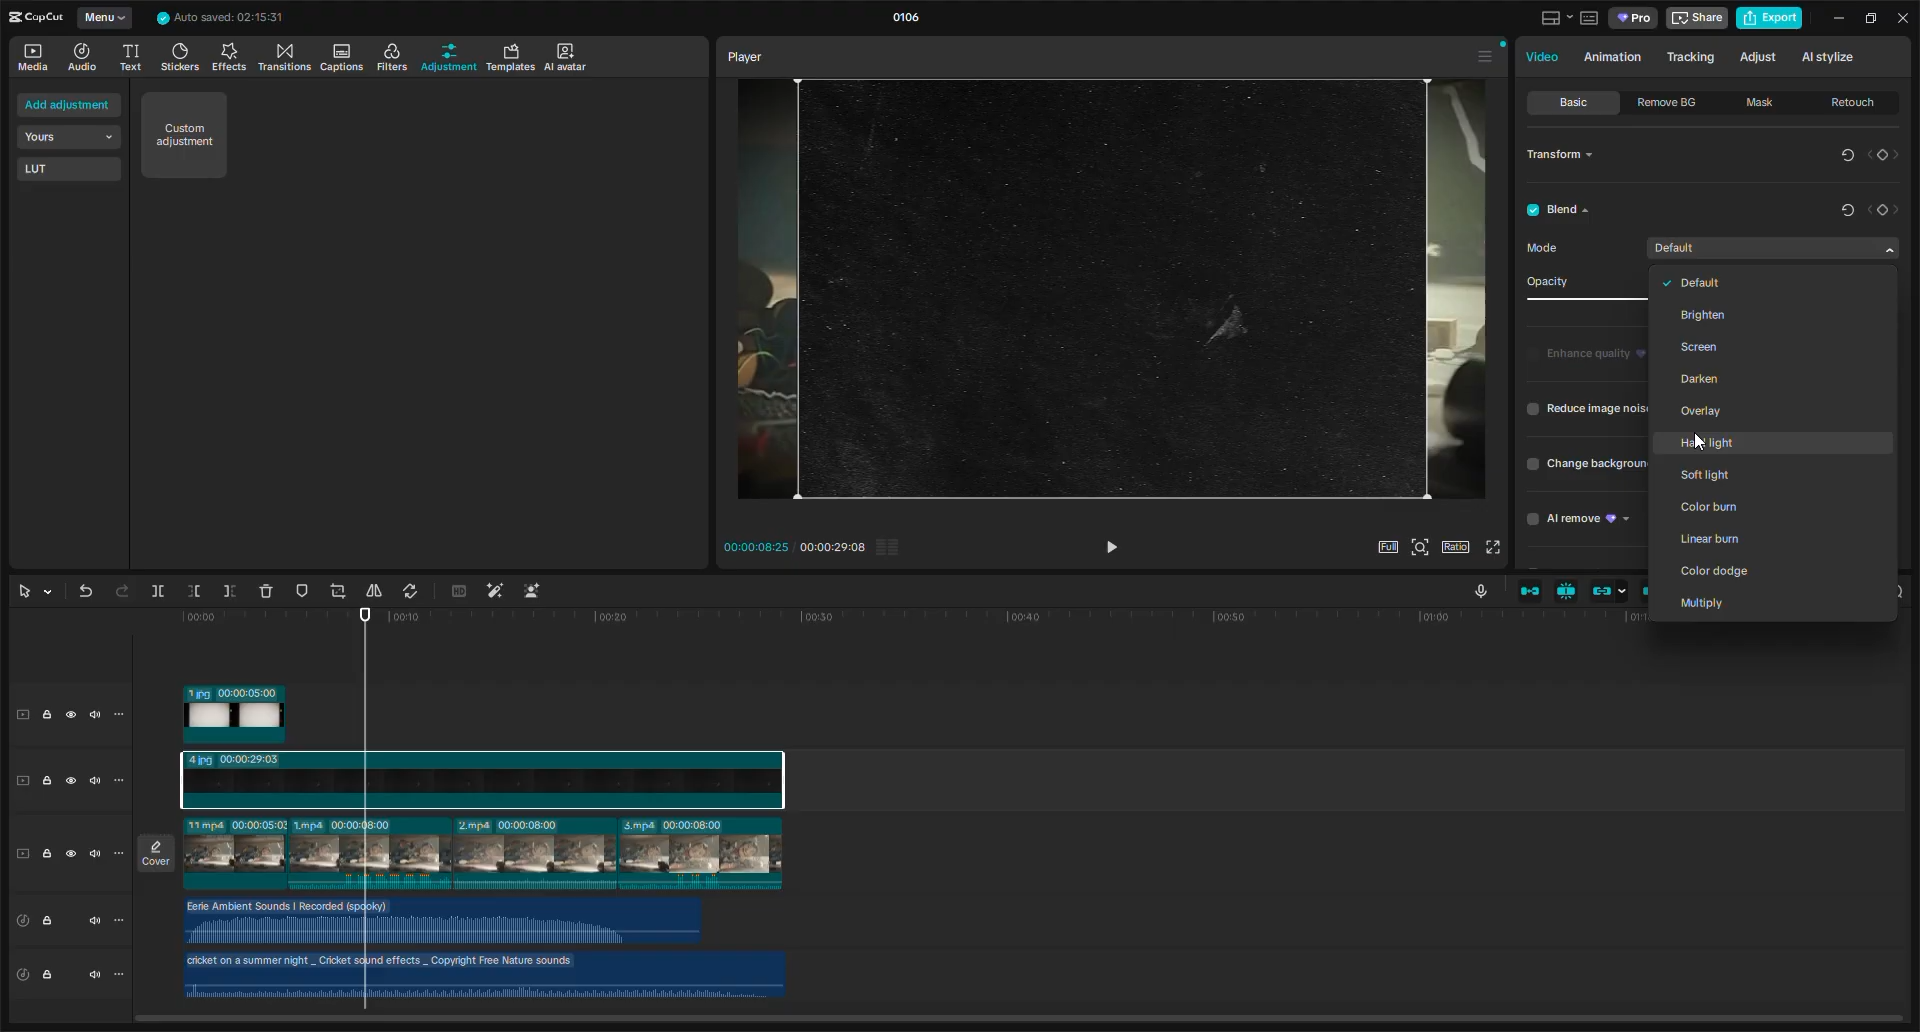 CapCut
Menu
Auto saved: 02:15:31
0106
Pro
Share
Export
Media
Audio
Text
Stickers
Effects
Transitions
Captions
Filters
Adjustment
Templates
AI avatar
Add adjustment
Yours
LUT
Custom
adjustment
Player
00:00:08:25 / 00:00:29:08
Full
Ratio
Video
Animation
Tracking
Adjust
AI stylize
Basic
Remove BG
Mask
Retouch
Transform
Blend
Mode
Default
Opacity
Default
Brighten
Screen
Darken
Overlay
Hard light
Soft light
Color burn
Linear burn
Color dodge
Multiply
Enhance quality
Reduce image nois
Change backgroun
AI remove
00:00
00:10
00:20
00:30
00:40
00:50
01:00
01:1
1 jpg 00:00:05:00
4 jpg 00:00:29:03
Cover
11 mp4 00:00:05:03
1.mp4 00:00:08:00
2.mp4 00:00:08:00
3.mp4 00:00:08:00
Eerie Ambient Sounds I Recorded (spooky)
cricket on a summer night _ Cricket sound effects _ Copyright Free Nature sounds